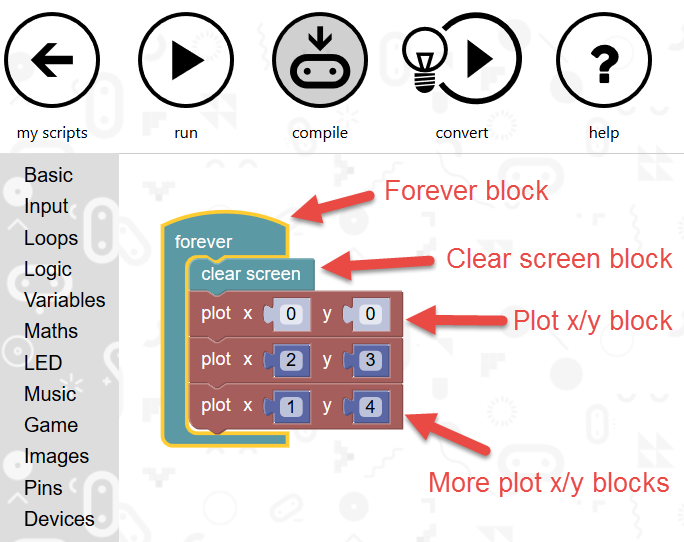 my scripts run compile convert help
Basic
Input
Loops
Logic
Variables
Maths
LED
Music
Game
Images
Pins
Devices
Forever block
forever
clear screen
Clear screen block
plot x 0 y 0
Plot x/y block
plot x 2 y 3
plot x 1 y 4
More plot x/y blocks